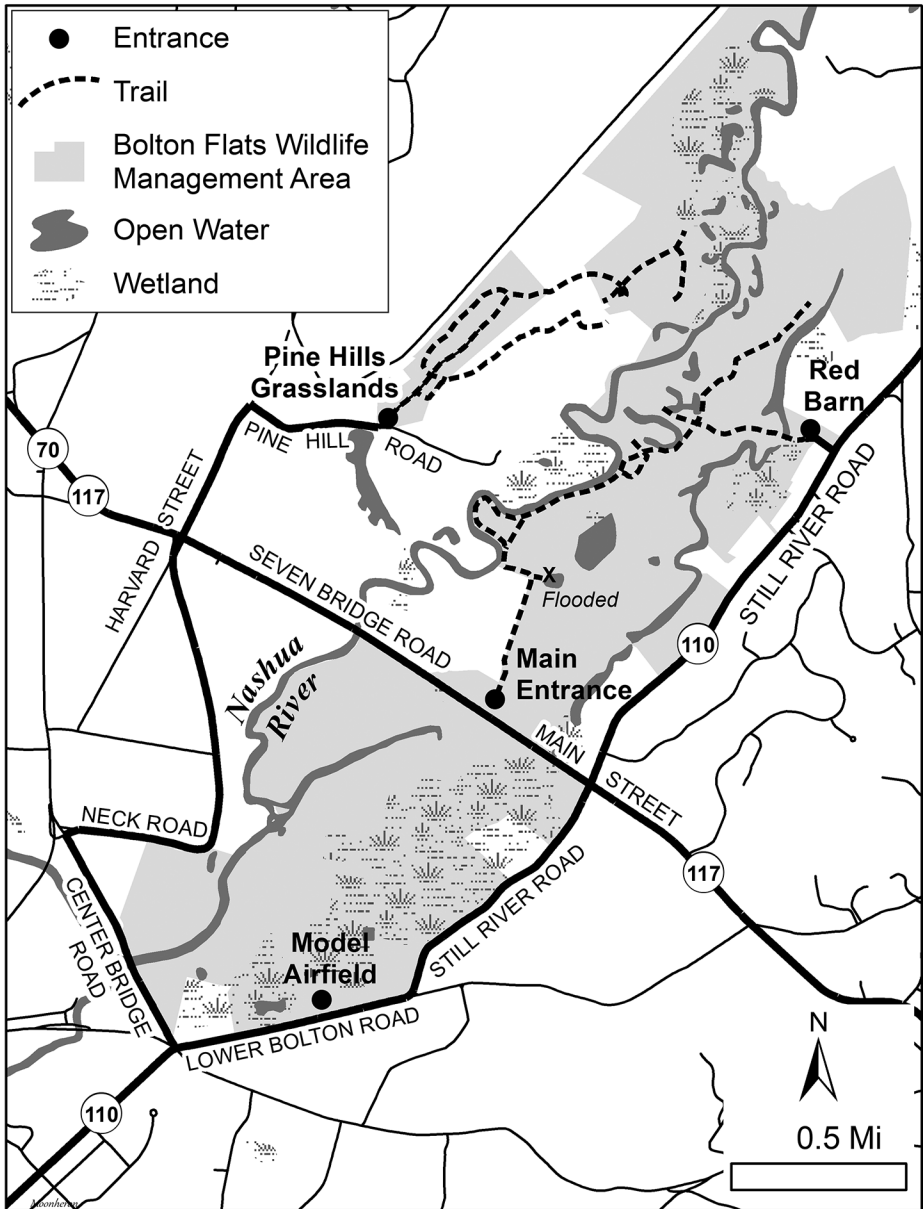 Entrance
Trail
Bolton Flats Wildlife
Management Area
Open Water
Wetland
Pine Hills
Grasslands
Red
Barn
PINE HILL ROAD
70
117
HARVARD STREET
SEVEN BRIDGE ROAD
STILL RIVER ROAD
X
Flooded
110
Main
Entrance
Nashua
River
MAIN STREET
NECK ROAD
117
CENTER BRIDGE
ROAD
STILL RIVER ROAD
Model
Airfield
LOWER BOLTON ROAD
N
110
0.5 Mi
Moonheron